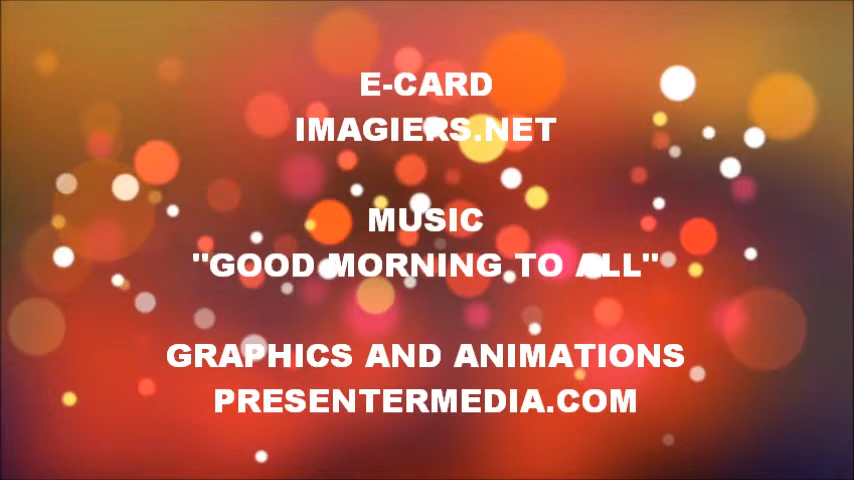 E-CARD
IMAGIERS.NET
MUSIC
"GOOD MORNING TO ALL"
GRAPHICS AND ANIMATIONS
PRESENTERMEDIA.COM